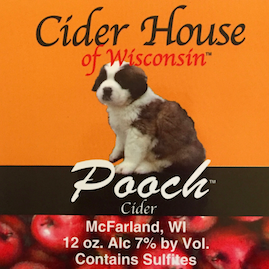 Cider House
of Wisconsin™
Pooch™
Cider
McFarland, WI
12 oz. Alc 7% by Vol.
Contains Sulfites